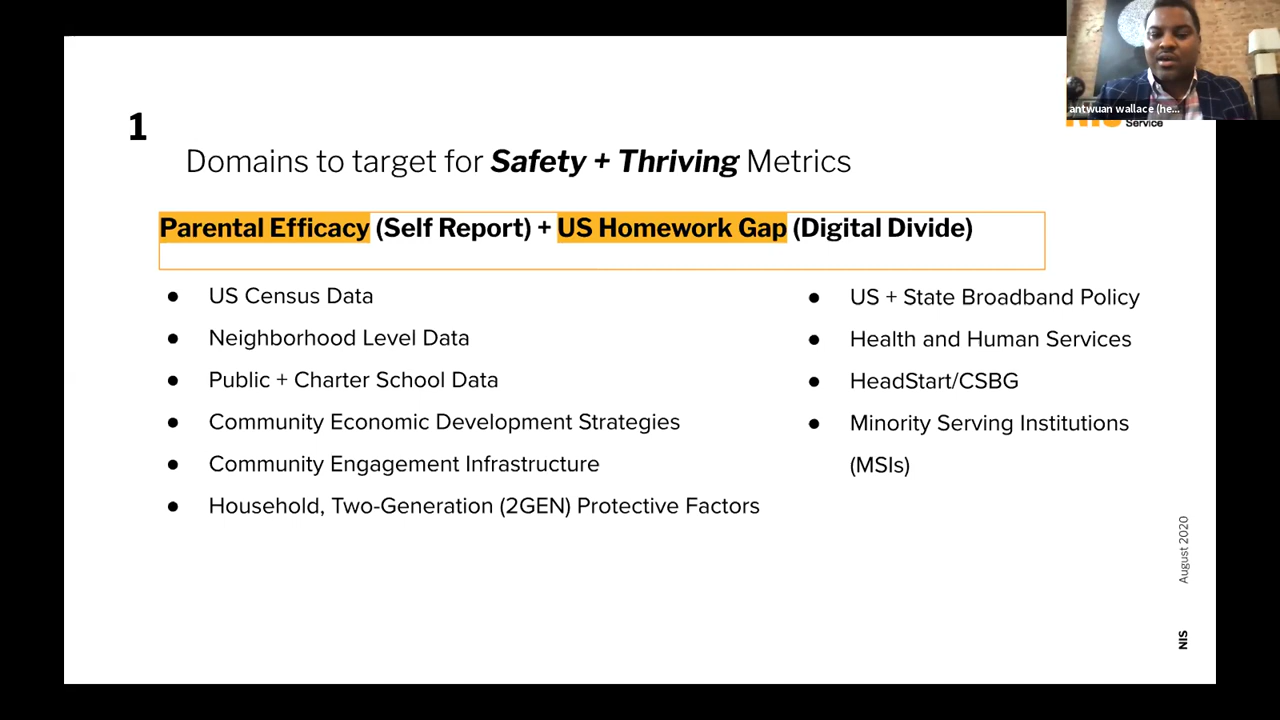 antwuan wallace (he...
Service
1
Domains to target for Safety + Thriving Metrics
Parental Efficacy (Self Report) + US Homework Gap (Digital Divide)
● US Census Data
● Neighborhood Level Data
● Public + Charter School Data
● Community Economic Development Strategies
● Community Engagement Infrastructure
● Household, Two-Generation (2GEN) Protective Factors
● US + State Broadband Policy
● Health and Human Services
● HeadStart/CSBG
● Minority Serving Institutions
(MSIs)
August 2020
NIS